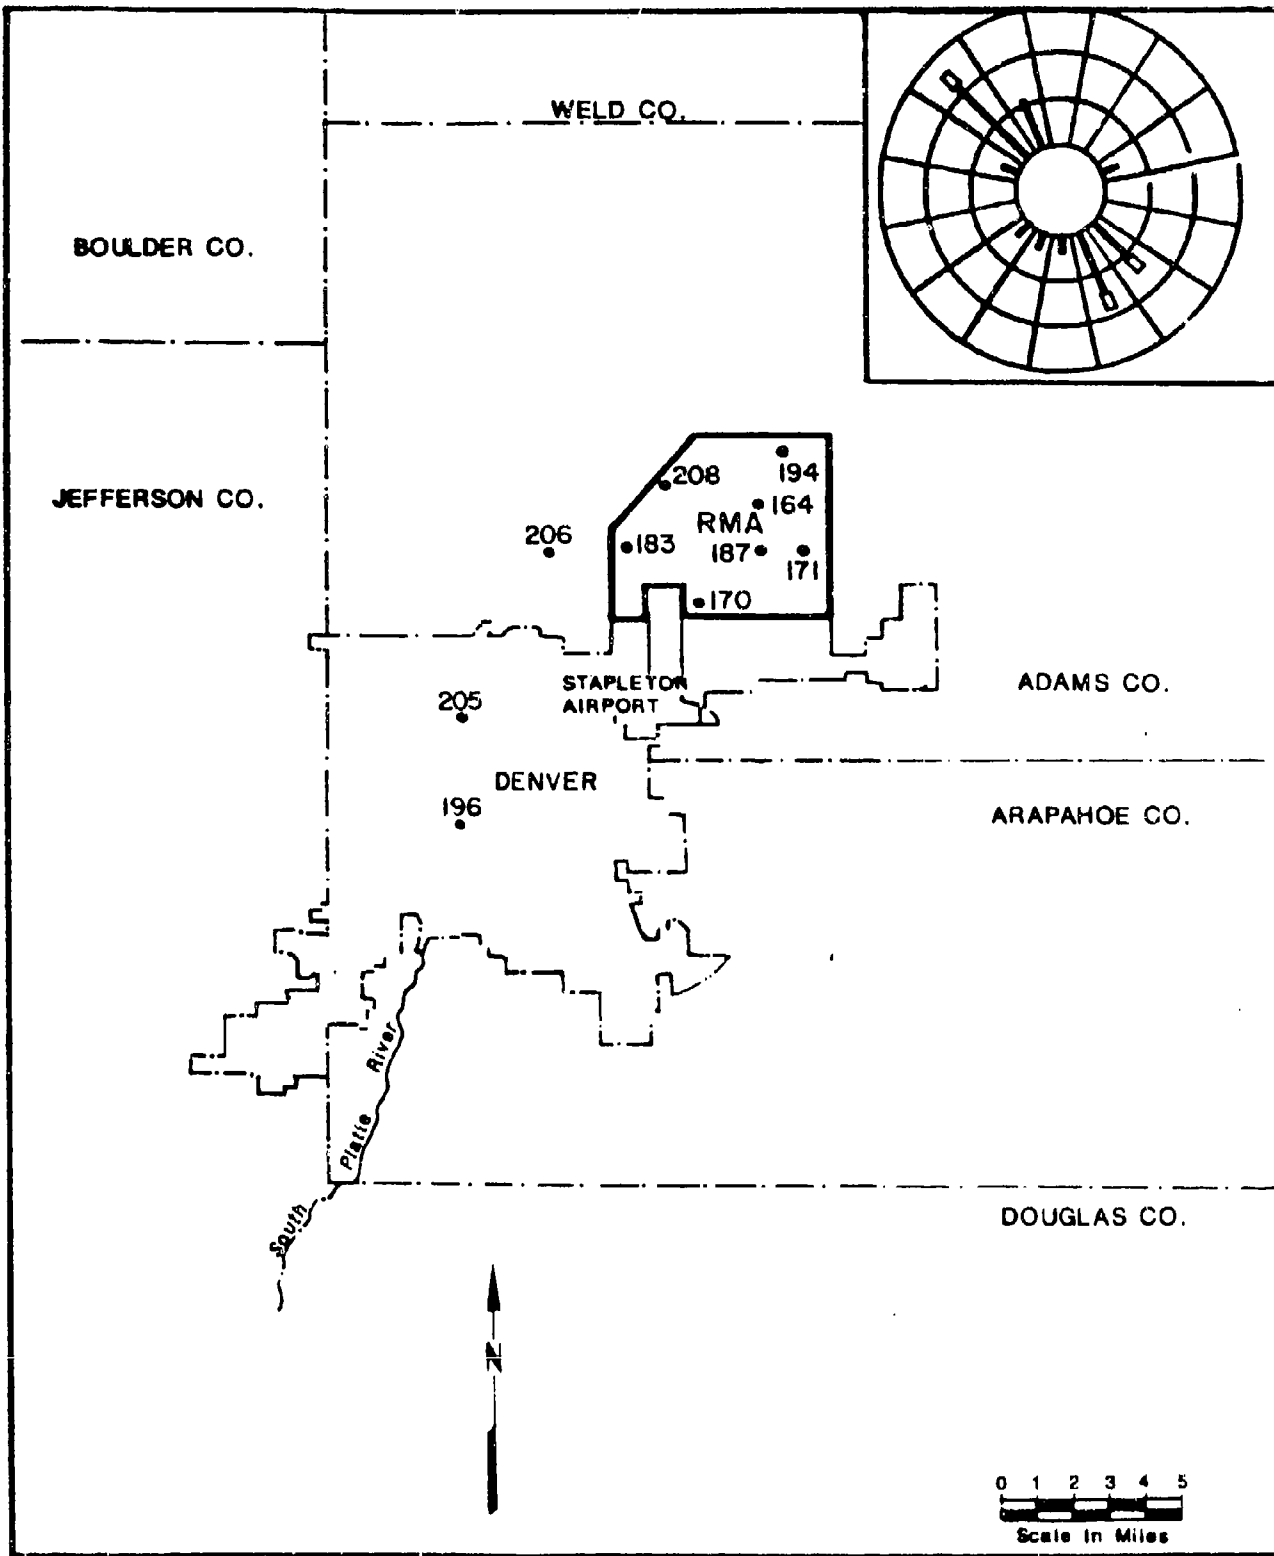 WELD CO.
BOULDER CO.
JEFFERSON CO.
194
208
164
RMA
206
183
187
171
170
STAPLETON
AIRPORT
ADAMS CO.
205
DENVER
196
ARAPAHOE CO.
South Platte River
DOUGLAS CO.
N
0 1 2 3 4 5
Scale In Miles